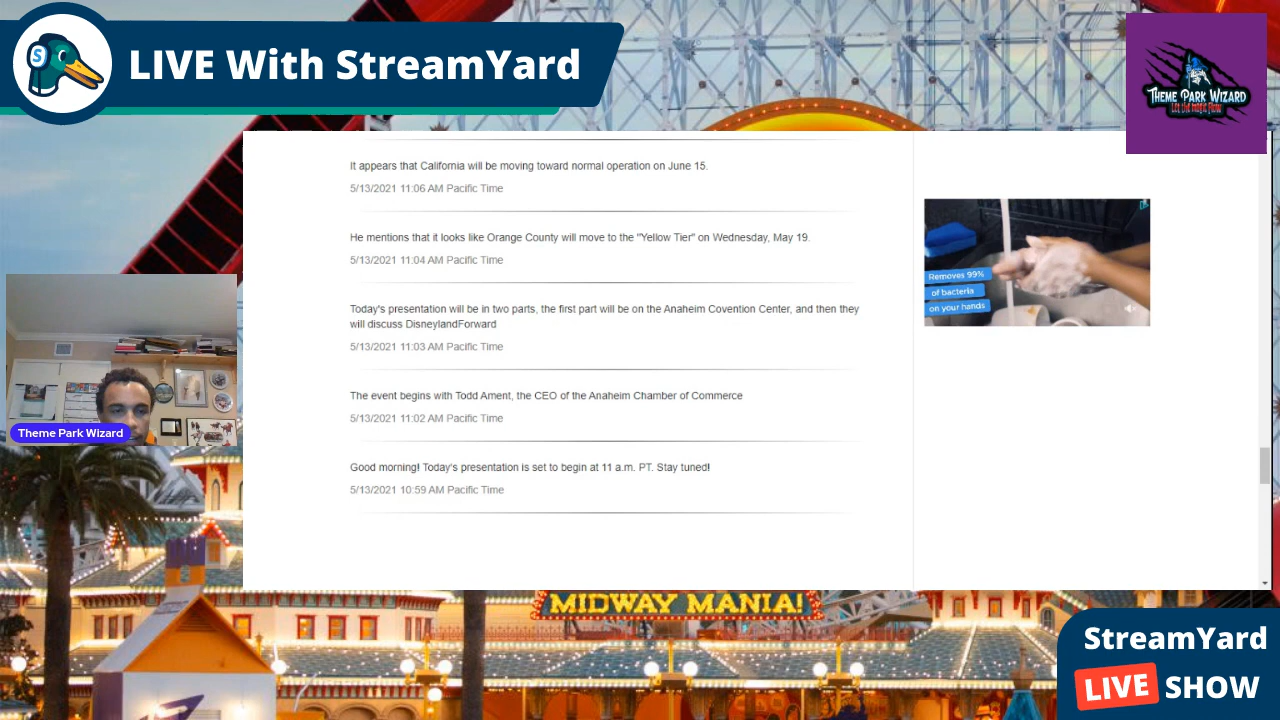 S
LIVE With StreamYard
THEME PARK WIZARD
Let the magic flow
It appears that California will be moving toward normal operation on June 15.
5/13/2021 11:06 AM Pacific Time
He mentions that it looks like Orange County will move to the "Yellow Tier" on Wednesday, May 19.
5/13/2021 11:04 AM Pacific Time
Today's presentation will be in two parts, the first part will be on the Anaheim Covention Center, and then they
will discuss DisneylandForward
5/13/2021 11:03 AM Pacific Time
The event begins with Todd Ament, the CEO of the Anaheim Chamber of Commerce
5/13/2021 11:02 AM Pacific Time
Good morning! Today's presentation is set to begin at 11 a.m. PT. Stay tuned!
5/13/2021 10:59 AM Pacific Time
Removes 99%
of bacteria
on your hands
Theme Park Wizard
MIDWAY MANIA!
StreamYard
LIVE SHOW